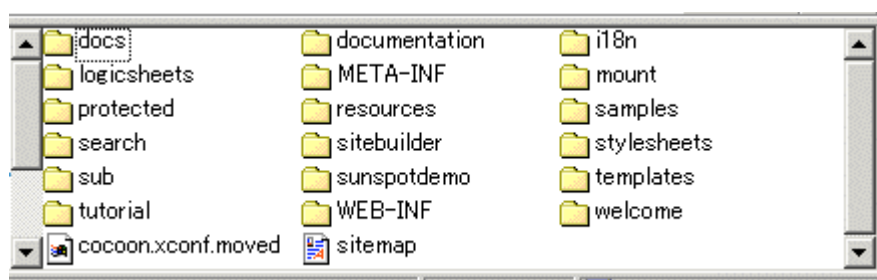 docs documentation i18n
logicsheets META-INF mount
protected resources samples
search sitebuilder stylesheets
sub sunspotdemo templates
tutorial WEB-INF welcome
cocoon.xconf.moved sitemap